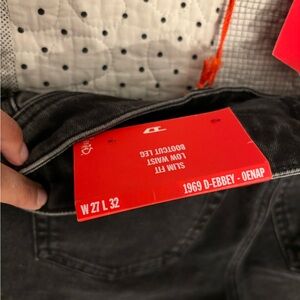 SLIM FIT
LOW WAIST
BOOTCUT LEG
1969 D-EBBEY - 0ENAP
W 27 L 32